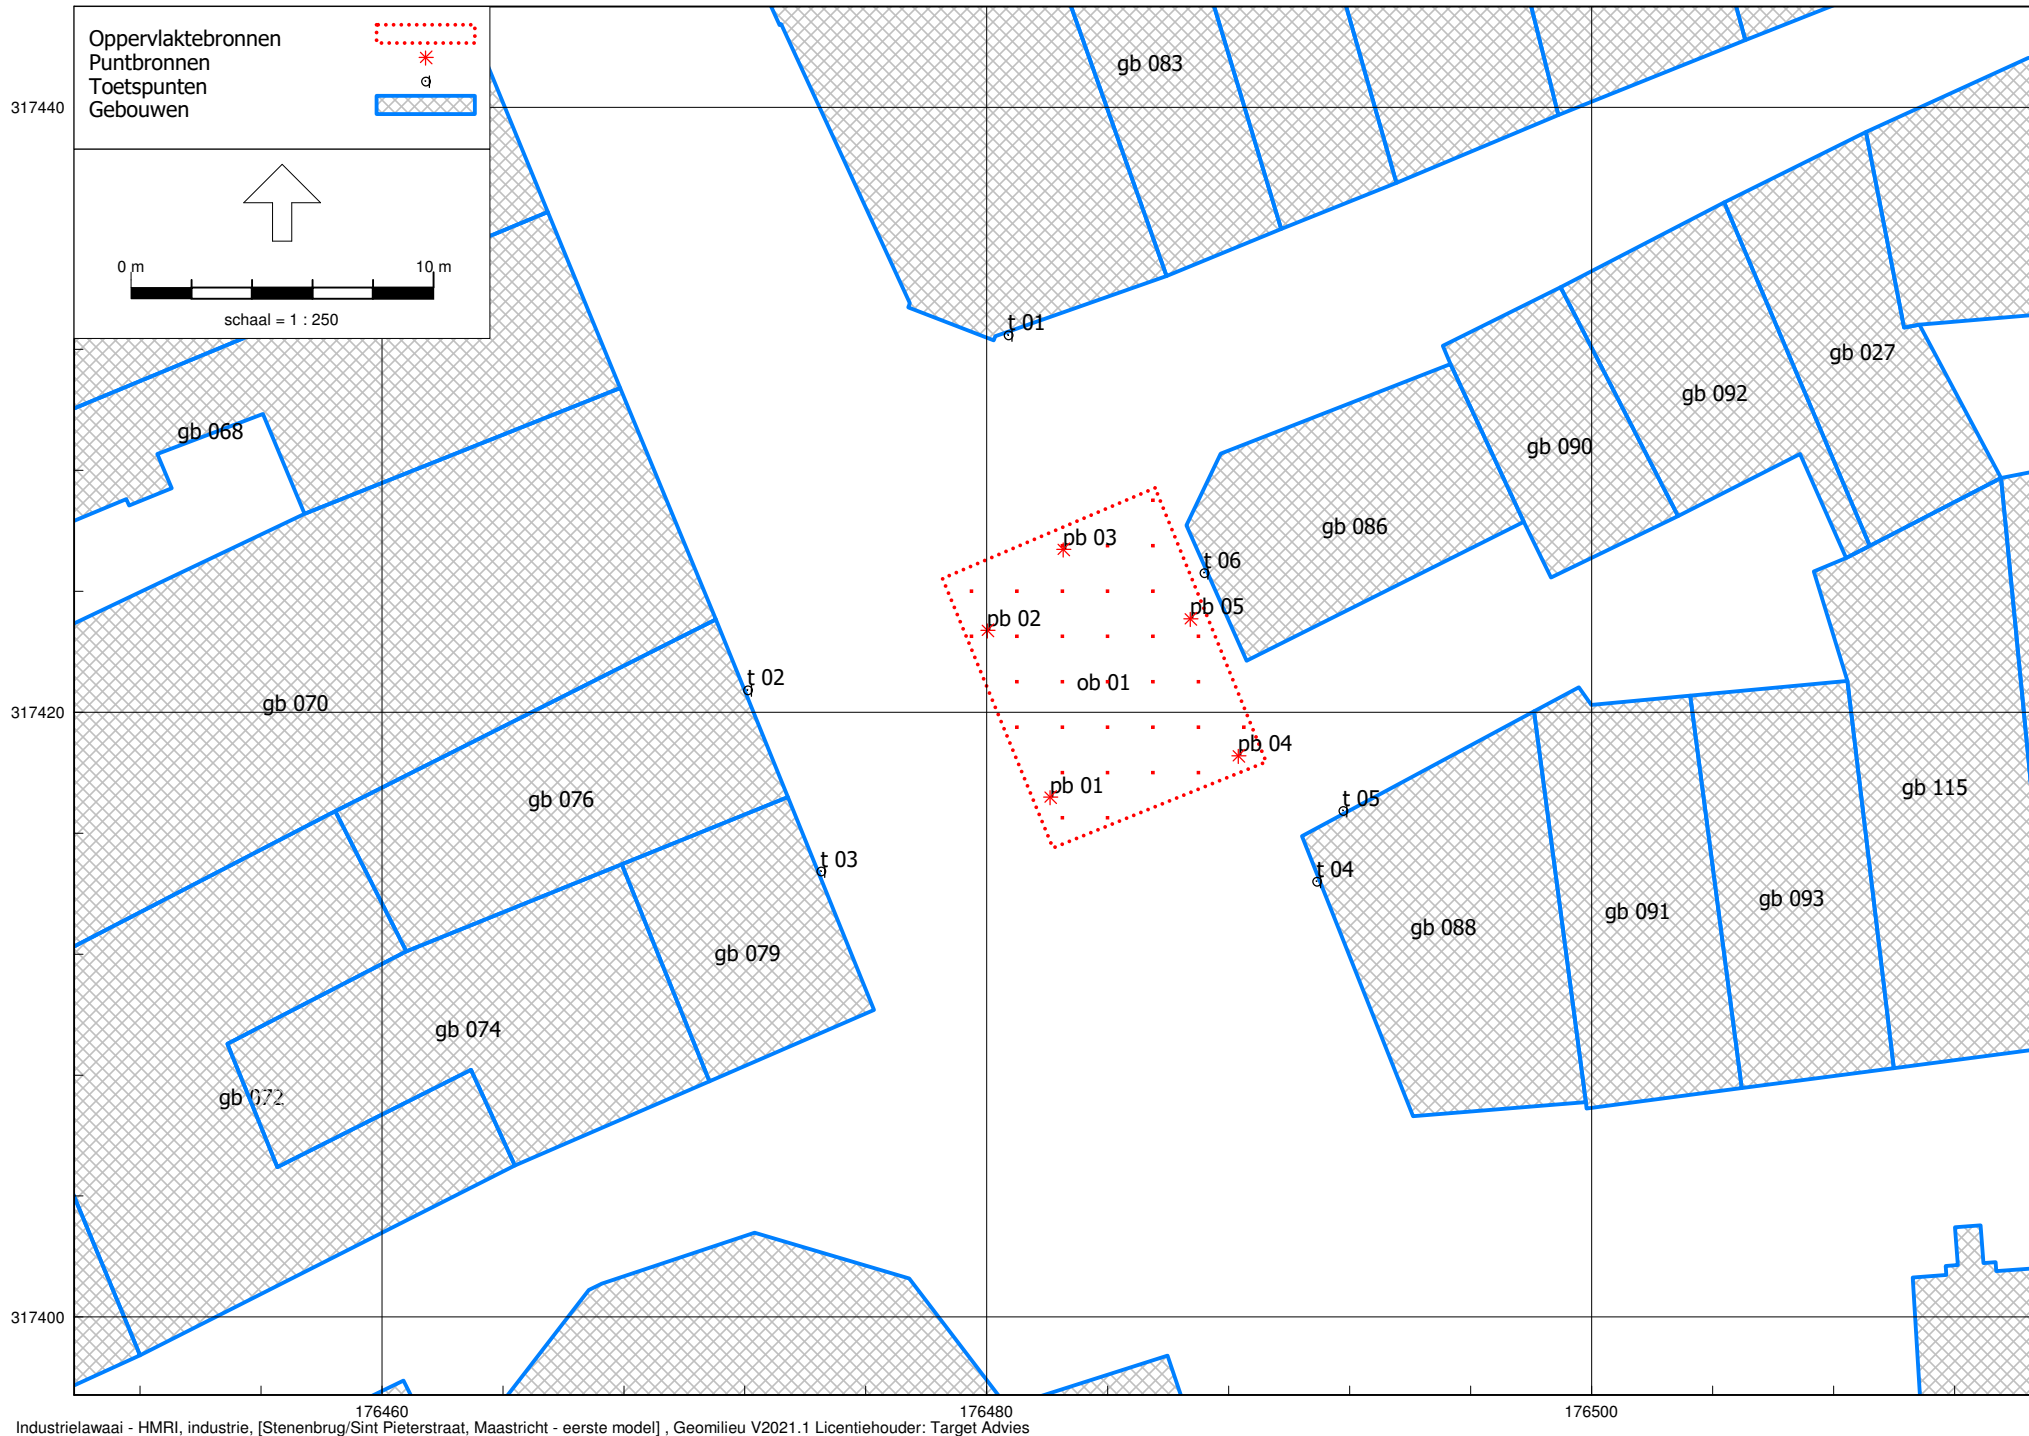 Oppervlaktebronnen
Puntbronnen
Toetspunten
Gebouwen
0 m 10 m
schaal = 1 : 250
317440
317420
317400
176460 176480 176500
gb 083
t 01
gb 027
gb 092
gb 068
gb 090
gb 086
pb 03
t 06
pb 05
pb 02
t 02
ob 01
gb 070
pb 04
pb 01
gb 115
gb 076
t 05
t 03
t 04
gb 093
gb 091
gb 088
gb 079
gb 074
gb 072
Industrielawaai - HMRI, industrie, [Stenenbrug/Sint Pieterstraat, Maastricht - eerste model] , Geomilieu V2021.1 Licentiehouder: Target Advies